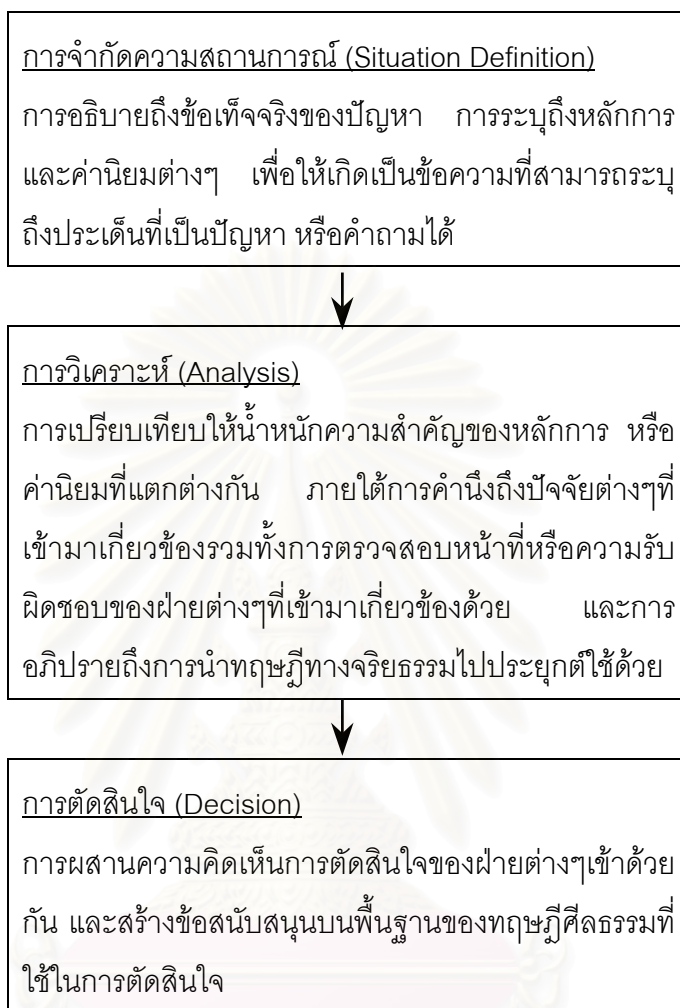 การจำกัดความสถานการณ์ (Situation Definition)
การอธิบายถึงข้อเท็จจริงของปัญหา การระบุถึงหลักการ
และค่านิยมต่างๆ เพื่อให้เกิดเป็นข้อความที่สามารถระบุ
ถึงประเด็นที่เป็นปัญหา หรือคำถามได้
การวิเคราะห์ (Analysis)
การเปรียบเทียบให้น้ำหนักความสำคัญของหลักการ หรือ
ค่านิยมที่แตกต่างกัน ภายใต้การคำนึงถึงปัจจัยต่างๆที่
เข้ามาเกี่ยวข้องรวมทั้งการตรวจสอบหน้าที่หรือความรับ
ผิดชอบของฝ่ายต่างๆที่เข้ามาเกี่ยวข้องด้วย และการ
อภิปรายถึงการนำทฤษฎีทางจริยธรรมไปประยุกต์ใช้ด้วย
การตัดสินใจ (Decision)
การผสานความคิดเห็นการตัดสินใจของฝ่ายต่างๆเข้าด้วย
กัน และสร้างข้อสนับสนุนบนพื้นฐานของทฤษฎีศีลธรรมที่
ใช้ในการตัดสินใจ